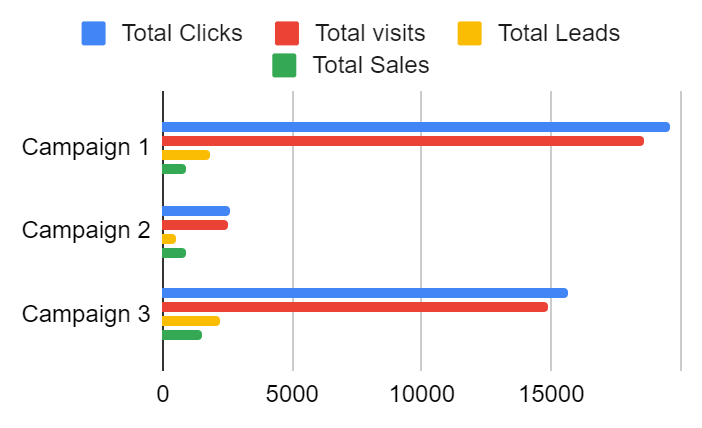 Total Clicks Total visits Total Leads
Total Sales
Campaign 1
Campaign 2
Campaign 3
0 5000 10000 15000